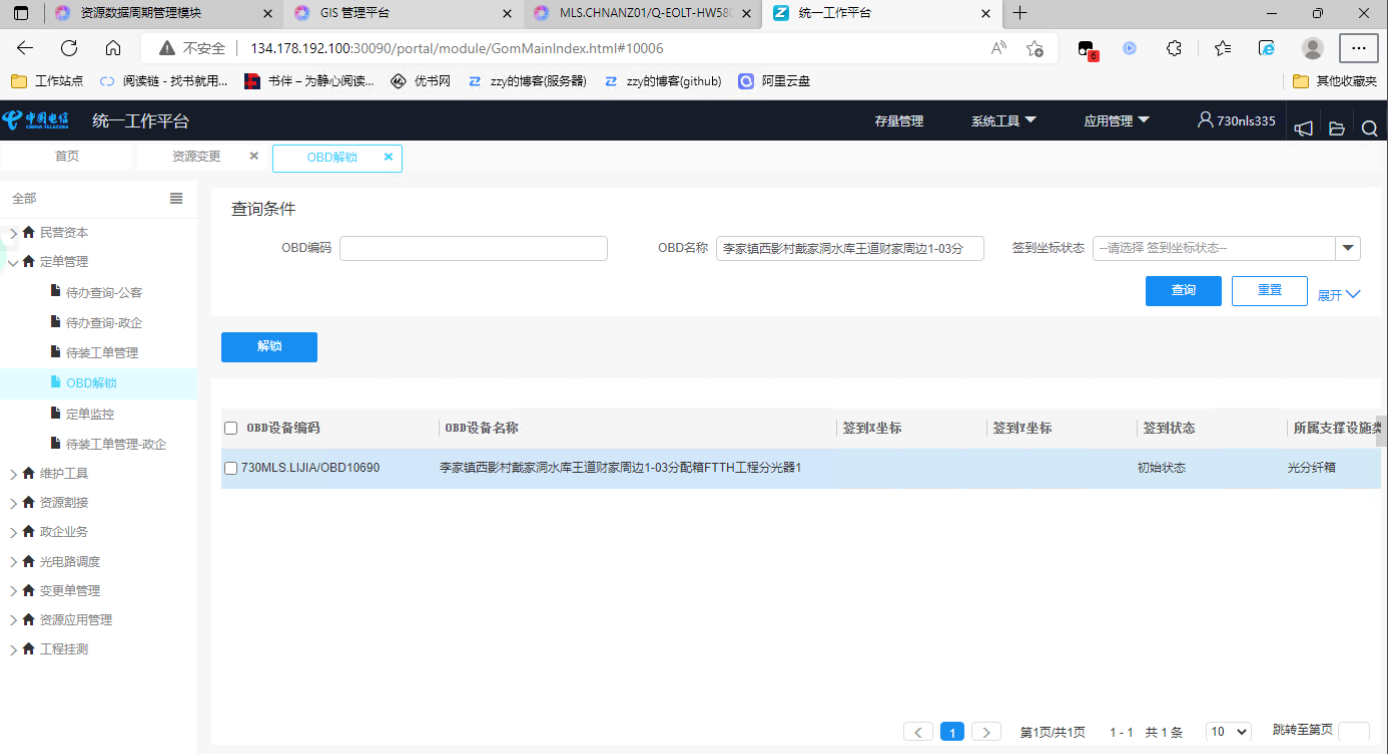 资源数据周期管理模块
GIS 管理平台
MLS.CHNANZ01/Q-EOLT-HW580
统一工作平台
不安全
134.178.192.100:30090/portal/module/GomMainIndex.html#10006
6
工作站点
阅读链 - 找书就用...
书伴 – 为静心阅读...
优书网
zzy的博客(服务器)
zzy的博客(github)
阿里云盘
其他收藏夹
中国电信
CHINA TELECOM
统一工作平台
存量管理
系统工具
应用管理
730nls335
首页
资源变更
OBD解锁
全部
民营资本
定单管理
待办查询-公客
待办查询-政企
待装工单管理
OBD解锁
定单监控
待装工单管理-政企
维护工具
资源割接
政企业务
光电路调度
变更单管理
资源应用管理
工程挂测
查询条件
OBD编码
OBD名称
李家镇西影村戴家洞水库王道财家周边1-03分
签到坐标状态
--请选择 签到坐标状态--
查询
重置
展开
解锁
OBD设备编码
OBD设备名称
签到X坐标
签到Y坐标
签到状态
所属支撑设施类
730MLS.LIJIA/OBD10690
李家镇西影村戴家洞水库王道财家周边1-03分配箱FTTH工程分光器1
初始状态
光分纤箱
1
第1页/共1页
1 - 1
共 1 条
10
跳转至第页